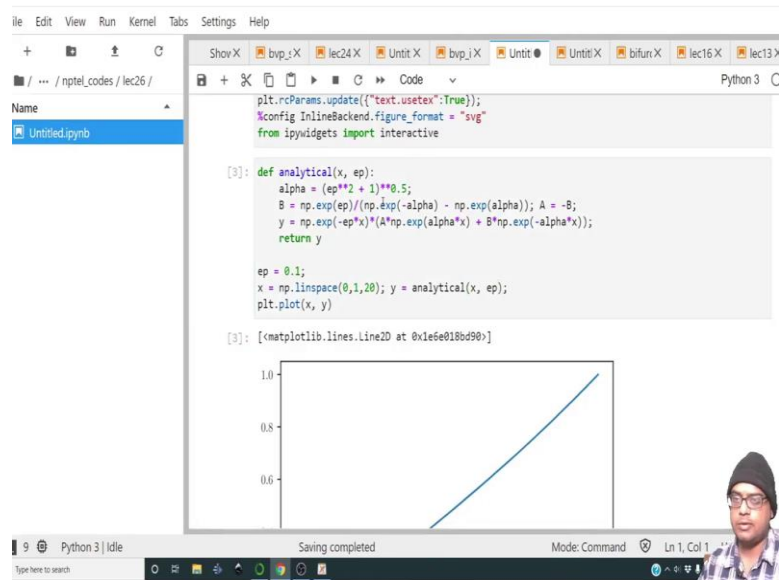 ile Edit View Run Kernel Tabs Settings Help
Show bvp_s lec24 Untit bvp_i Untit Untitl bifurc lec16 lec13
/ ··· / nptel_codes / lec26 /
Code
Python 3
Name
Untitled.ipynb
plt.rcParams.update({"text.usetex":True});
%config InlineBackend.figure_format = "svg"
from ipywidgets import interactive
[3]: def analytical(x, ep):
alpha = (ep**2 + 1)**0.5;
B = np.exp(ep)/(np.exp(-alpha) - np.exp(alpha)); A = -B;
y = np.exp(-ep*x)*(A*np.exp(alpha*x) + B*np.exp(-alpha*x));
return y
ep = 0.1;
x = np.linspace(0,1,20); y = analytical(x, ep);
plt.plot(x, y)
[3]: [<matplotlib.lines.Line2D at 0x1e6e018bd90>]
1.0
0.8
0.6
9 Python 3 | Idle Saving completed Mode: Command Ln 1, Col 1
Type here to search